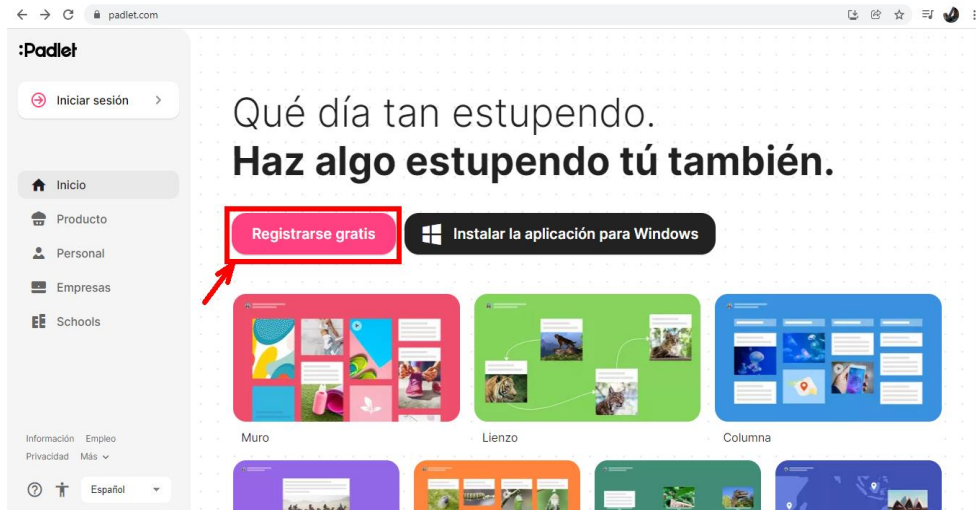 padlet.com
:Padlet
Iniciar sesión
Inicio
Producto
Personal
Empresas
Schools
Información Empleo
Privacidad Más
Español
Qué día tan estupendo.
Haz algo estupendo tú también.
Registrarse gratis
Instalar la aplicación para Windows
Muro
Lienzo
Columna